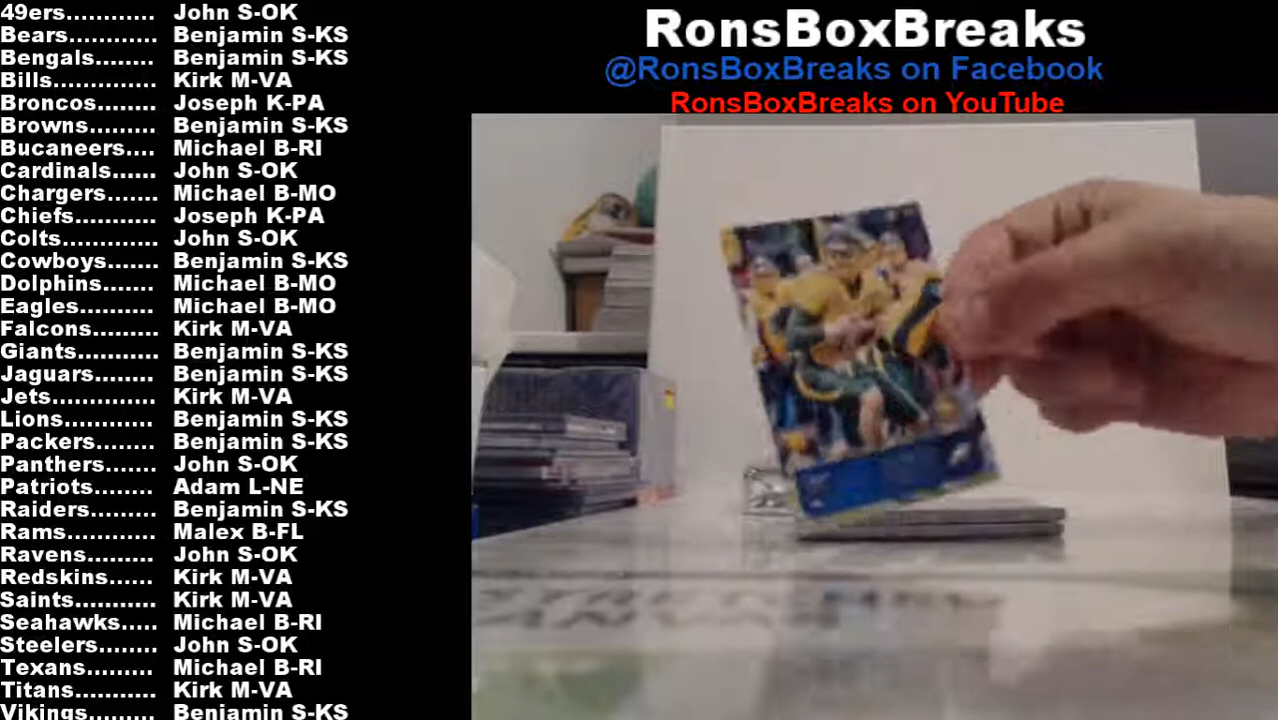 49ers............ John S-OK
Bears............ Benjamin S-KS
Bengals........ Benjamin S-KS
Bills............. Kirk M-VA
Broncos........ Joseph K-PA
Browns......... Benjamin S-KS
Bucaneers.... Michael B-RI
Cardinals...... John S-OK
Chargers....... Michael B-MO
Chiefs........... Joseph K-PA
Colts............. John S-OK
Cowboys....... Benjamin S-KS
Dolphins....... Michael B-MO
Eagles.......... Michael B-MO
Falcons......... Kirk M-VA
Giants........... Benjamin S-KS
Jaguars........ Benjamin S-KS
Jets.............. Kirk M-VA
Lions............ Benjamin S-KS
Packers........ Benjamin S-KS
Panthers....... John S-OK
Patriots........ Adam L-NE
Raiders......... Benjamin S-KS
Rams............ Malex B-FL
Ravens......... John S-OK
Redskins...... Kirk M-VA
Saints........... Kirk M-VA
Seahawks..... Michael B-RI
Steelers........ John S-OK
Texans......... Michael B-RI
Titans........... Kirk M-VA
Vikings......... Benjamin S-KS
RonsBoxBreaks
@RonsBoxBreaks on Facebook
RonsBoxBreaks on YouTube